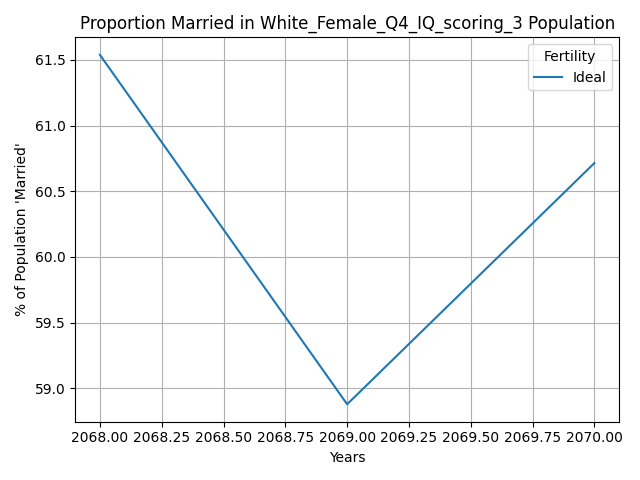 Proportion Married in White_Female_Q4_IQ_scoring_3 Population
Fertility
Ideal
61.5
61.0
60.5
60.0
59.5
59.0
% of Population 'Married'
2068.00 2068.25 2068.50 2068.75 2069.00 2069.25 2069.50 2069.75 2070.00
Years